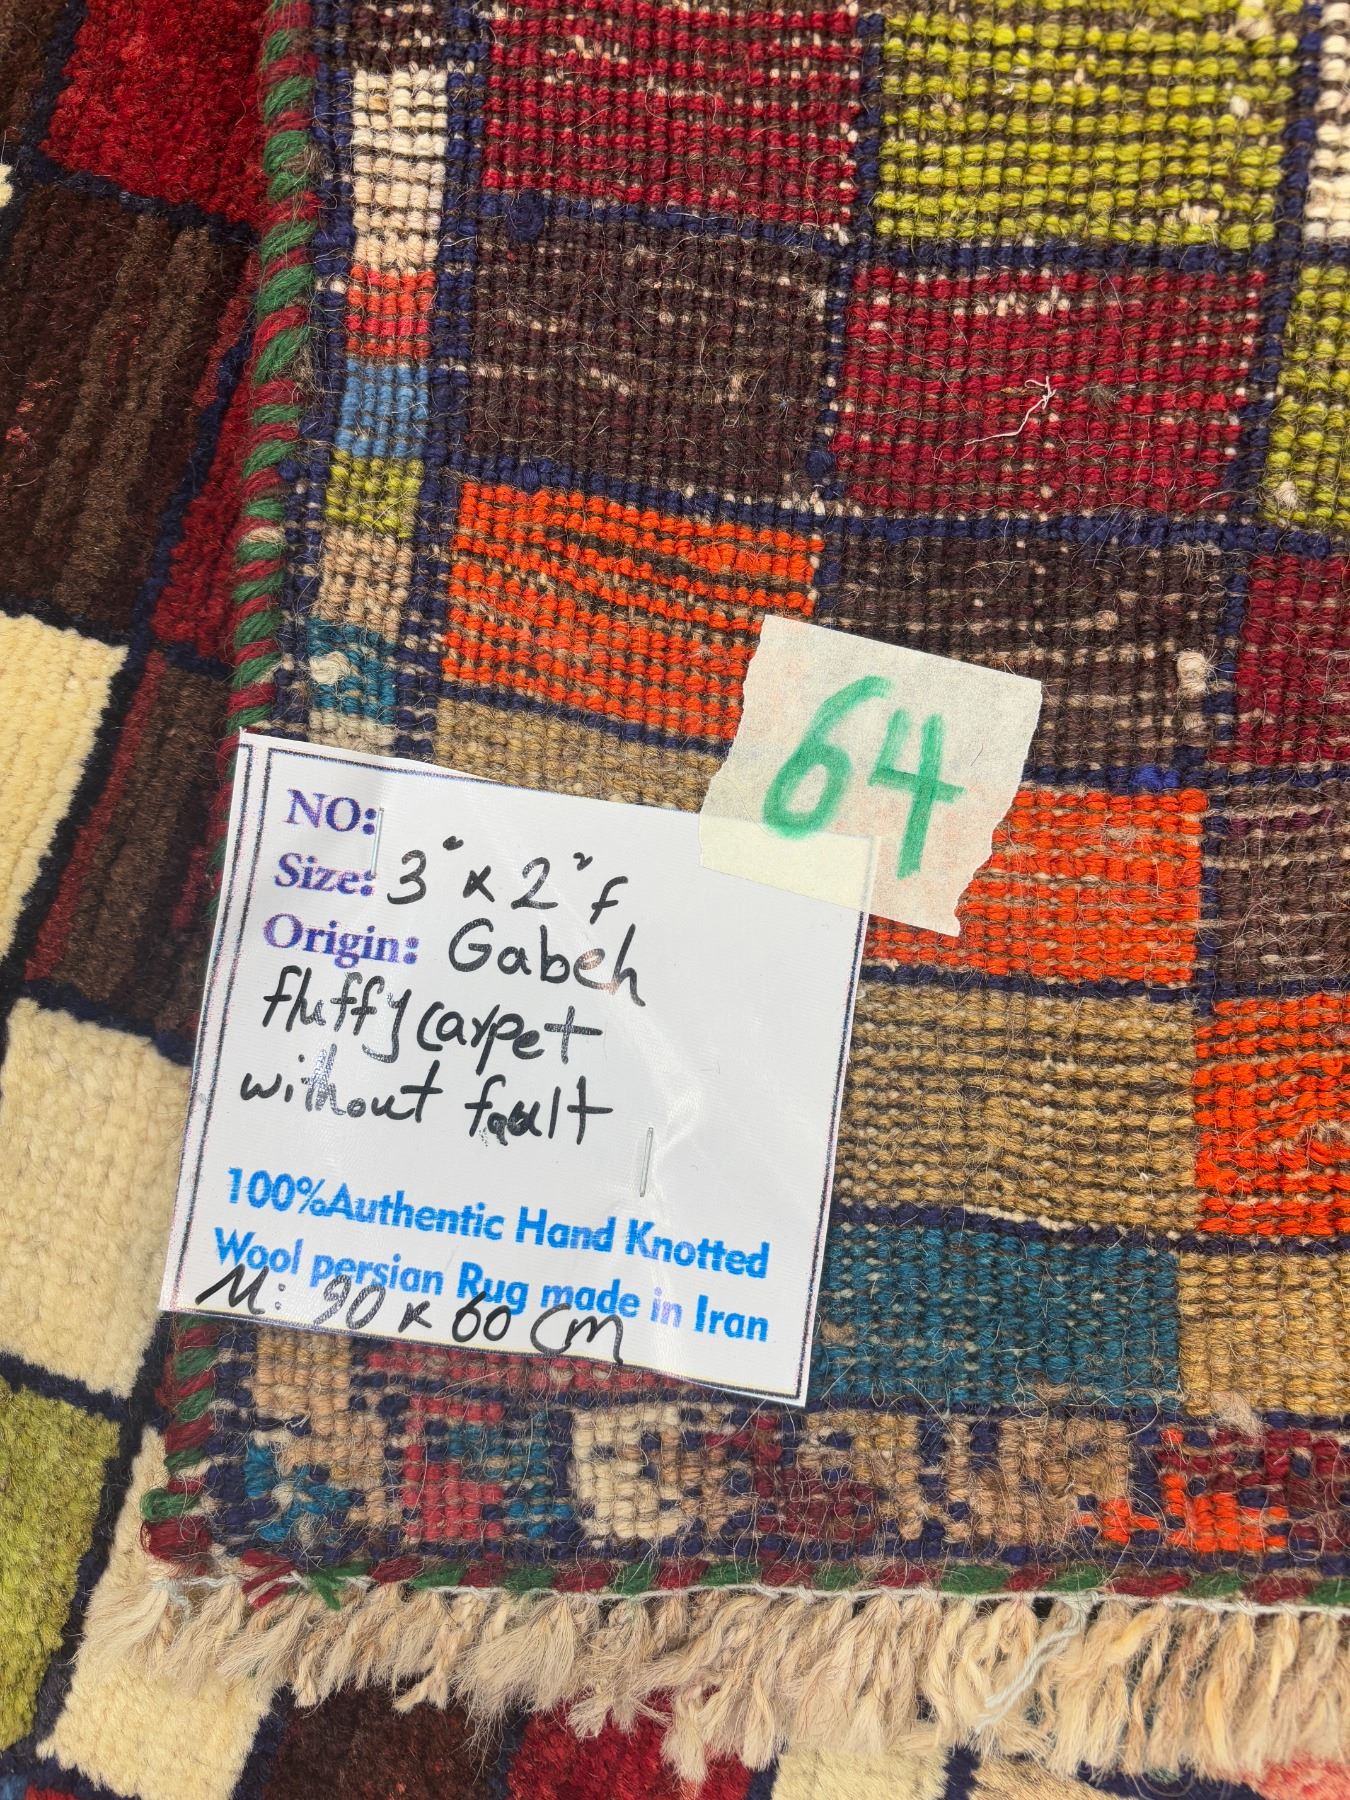 64
NO:
Size: 3" x 2" f
Origin: Gabeh
fluffy carpet
without fault
100%Authentic Hand Knotted
Wool persian Rug made in Iran
M: 90 x 60 cm